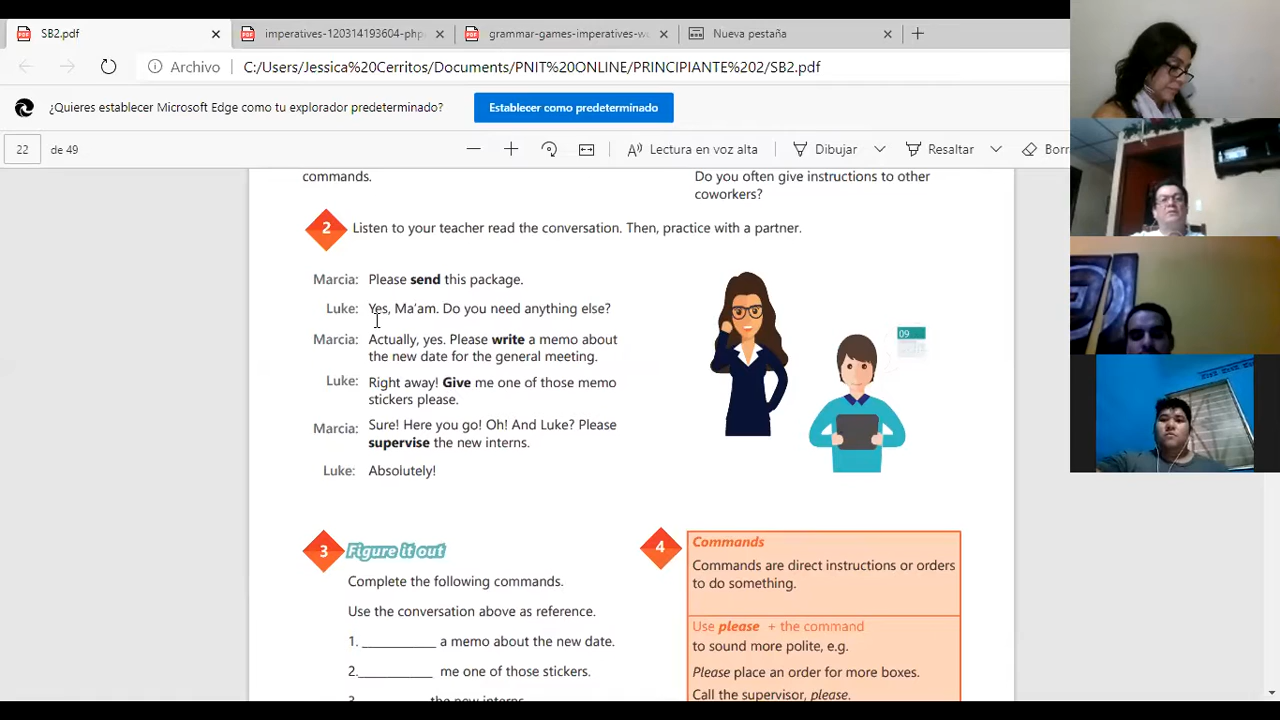 SB2.pdf
imperatives-120314193604-php
grammar-games-imperatives-wo
Nueva pestaña
Archivo
C:/Users/Jessica%20Cerritos/Documents/PNIT%20ONLINE/PRINCIPIANTE%202/SB2.pdf
¿Quieres establecer Microsoft Edge como tu explorador predeterminado?
Establecer como predeterminado
22 de 49
Lectura en voz alta
Dibujar
Resaltar
Borr
commands.
Do you often give instructions to other
coworkers?
2 Listen to your teacher read the conversation. Then, practice with a partner.
Marcia: Please send this package.
Luke: Yes, Ma'am. Do you need anything else?
Marcia: Actually, yes. Please write a memo about
the new date for the general meeting.
Luke: Right away! Give me one of those memo
stickers please.
Marcia: Sure! Here you go! Oh! And Luke? Please
supervise the new interns.
Luke: Absolutely!
09
3 Figure it out
Complete the following commands.
Use the conversation above as reference.
1. __________ a memo about the new date.
2.__________ me one of those stickers.
3.__________ the new interns
4 Commands
Commands are direct instructions or orders
to do something.
Use please + the command
to sound more polite, e.g.
Please place an order for more boxes.
Call the supervisor, please.